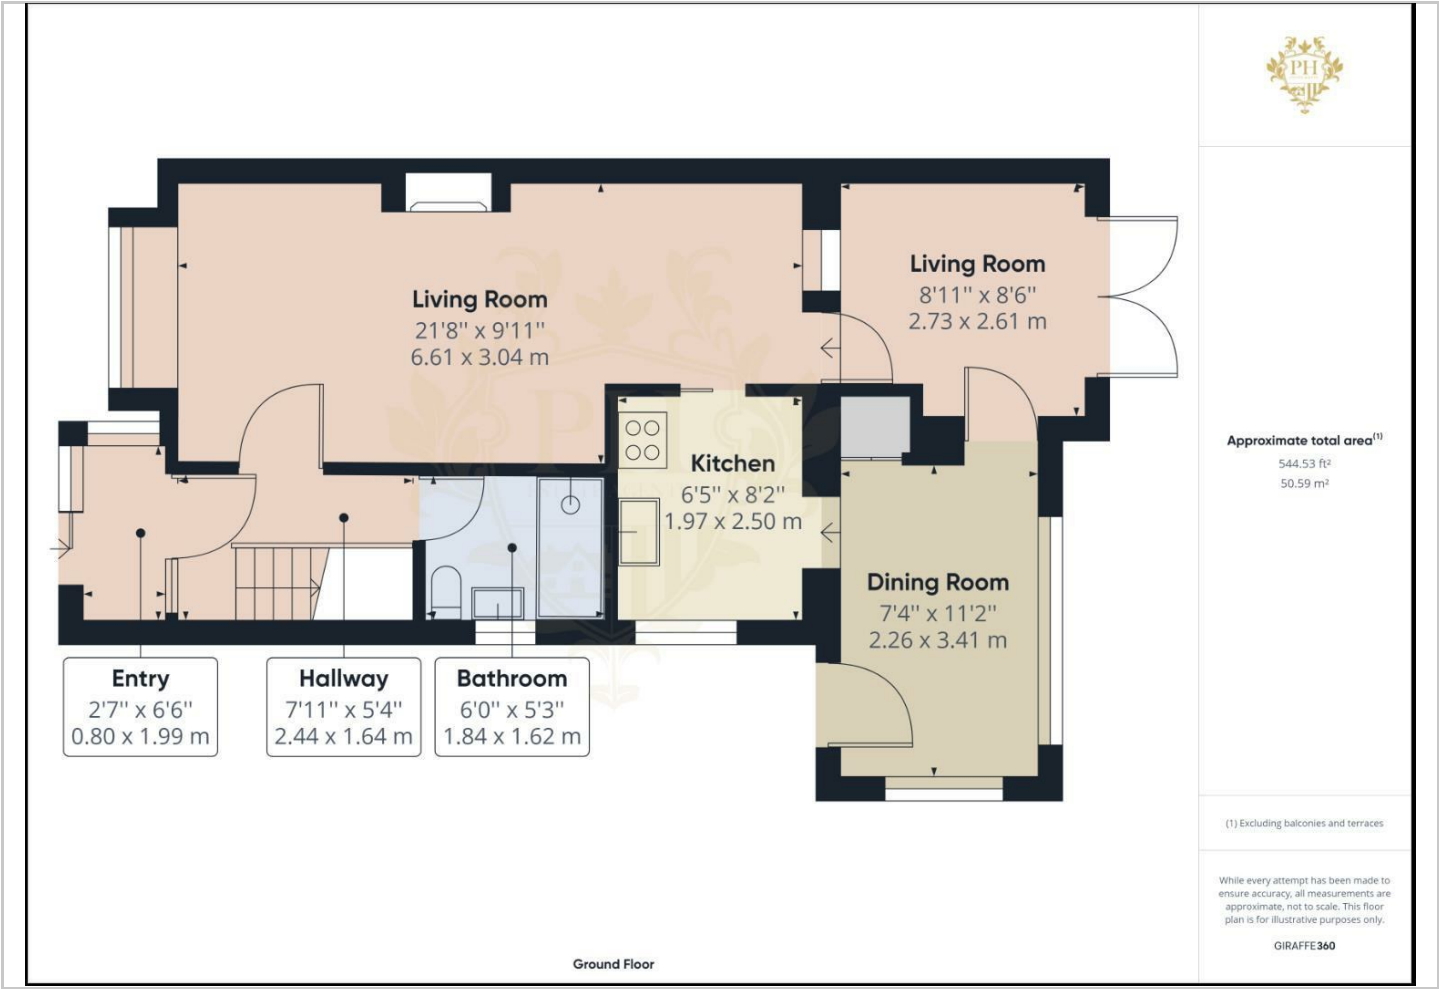 PH
Living Room
21'8" x 9'11"
6.61 x 3.04 m
Living Room
8'11" x 8'6"
2.73 x 2.61 m
Kitchen
6'5" x 8'2"
1.97 x 2.50 m
Dining Room
7'4" x 11'2"
2.26 x 3.41 m
Entry
2'7" x 6'6"
0.80 x 1.99 m
Hallway
7'11" x 5'4"
2.44 x 1.64 m
Bathroom
6'0" x 5'3"
1.84 x 1.62 m
Ground Floor
Approximate total area(1)
544.53 ft²
50.59 m²
(1) Excluding balconies and terraces
While every attempt has been made to
ensure accuracy, all measurements are
approximate, not to scale. This floor
plan is for illustrative purposes only.
GIRAFFE360